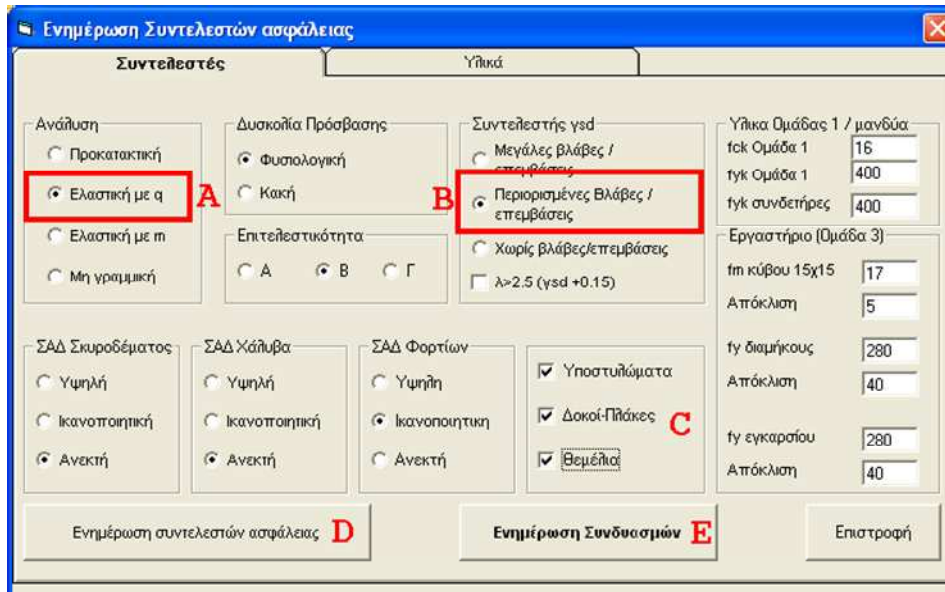 Ενημέρωση Συντελεστών ασφάλειας
Συντελεστές
Υλικά
Ανάλυση
Προκατακτική
Ελαστική με q
A
Ελαστική με m
Μη γραμμική
Δυσκολία Πρόσβασης
Φυσιολογική
Κακή
Επιτελεστικότητα
Α
Β
Γ
Συντελεστής γsd
Μεγάλες βλάβες /
επεμβάσεις
B
Περιορισμένες Βλάβες /
επεμβάσεις
Χωρίς βλάβες/επεμβάσεις
λ>2.5 (γsd +0.15)
Υλικα Ομάδας 1 / μανδύα
fck Ομάδα 1
16
fyk Ομάδα 1
400
fyk συνδετήρες
400
Εργαστήριο (Ομάδα 3)
fm κύβου 15χ15
17
Απόκλιση
5
fy διαμήκους
280
Απόκλιση
40
fy εγκαρσίου
280
Απόκλιση
40
ΣΑΔ Σκυροδέματος
Υψηλή
Ικανοποιητική
Ανεκτή
ΣΑΔ Χάλυβα
Υψηλή
Ικανοποιητική
Ανεκτή
ΣΑΔ Φορτίων
Υψηλη
Ικανοποιητικη
Ανεκτή
Υποστυλώματα
Δοκοί-Πλάκες
C
Θεμέλια
Ενημέρωση συντελεστών ασφάλειας
D
Ενημέρωση Συνδυασμών
E
Επιστροφή